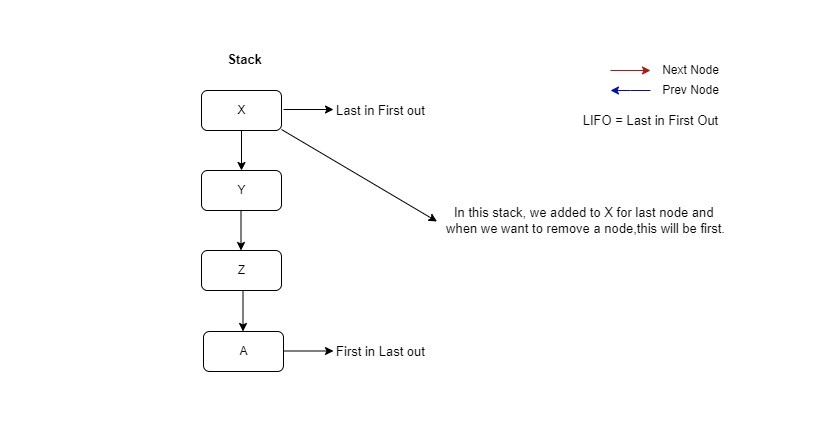 Stack
Next Node
Prev Node
X
Last in First out
LIFO = Last in First Out
Y
In this stack, we added to X for last node and
when we want to remove a node,this will be first.
Z
A
First in Last out